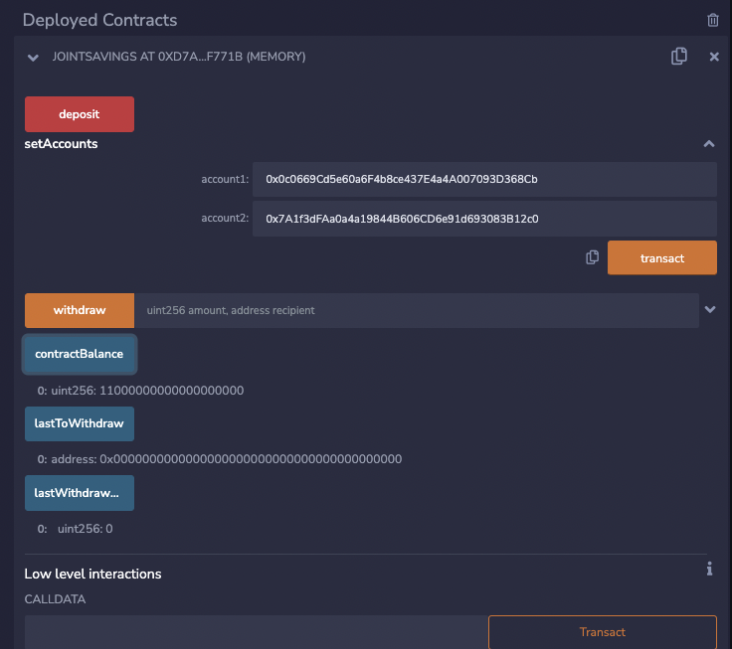 Deployed Contracts
JOINTSAVINGS AT 0XD7A...F771B (MEMORY)
deposit
setAccounts
account1: 0x0c0669Cd5e60a6F4b8ce437E4a4A007093D368Cb
account2: 0x7A1f3dFAa0a4a19844B606CD6e91d693083B12c0
transact
withdraw uint256 amount, address recipient
contractBalance
0: uint256: 11000000000000000000
lastToWithdraw
0: address: 0x0000000000000000000000000000000000000000
lastWithdraw...
0: uint256: 0
Low level interactions
CALLDATA
Transact